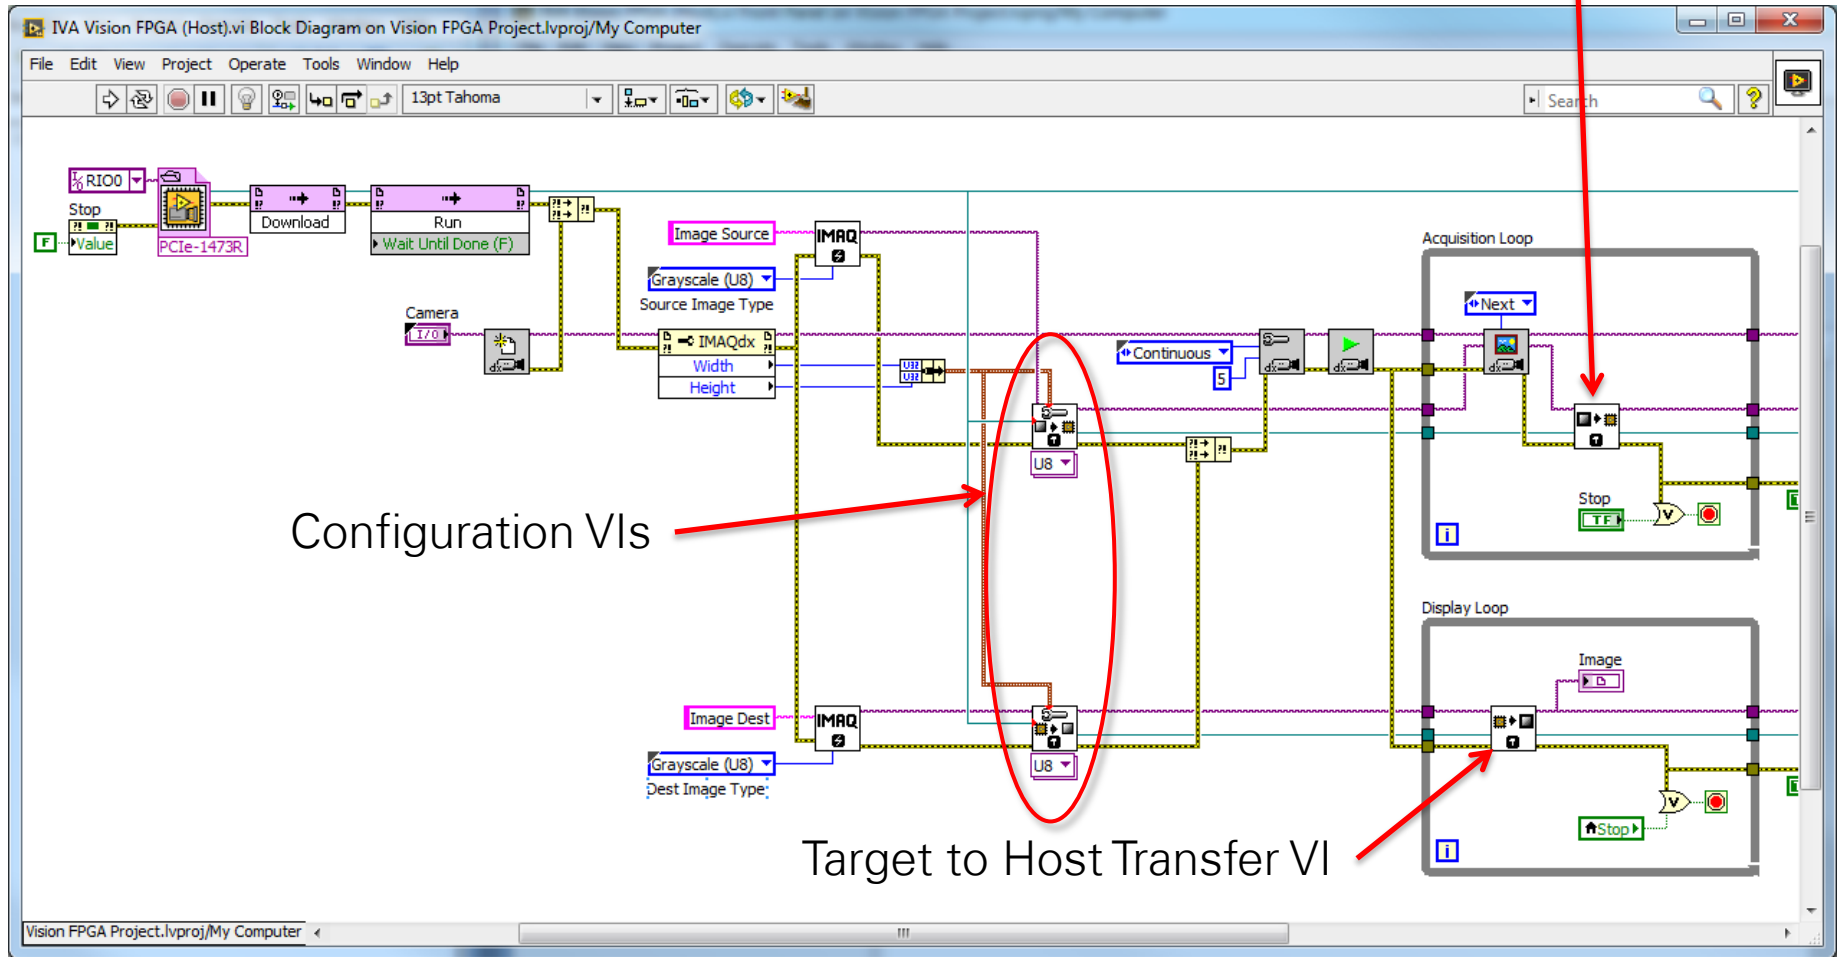 IVA Vision FPGA (Host).vi Block Diagram on Vision FPGA Project.lvproj/My Computer
File Edit View Project Operate Tools Window Help
13pt Tahoma
Search
RIO0
Stop
Value
F
PCIe-1473R
Download
Run
Wait Until Done (F)
Image Source
IMAQ
Grayscale (U8)
Source Image Type
Camera
I/O
IMAQdx
Width
Height
U32
U32
Continuous
5
U8
Acquisition Loop
Next
Stop
TF
i
Configuration VIs
Display Loop
Image
Image Dest
IMAQ
Grayscale (U8)
Dest Image Type
U8
Stop
i
Target to Host Transfer VI
Vision FPGA Project.lvproj/My Computer